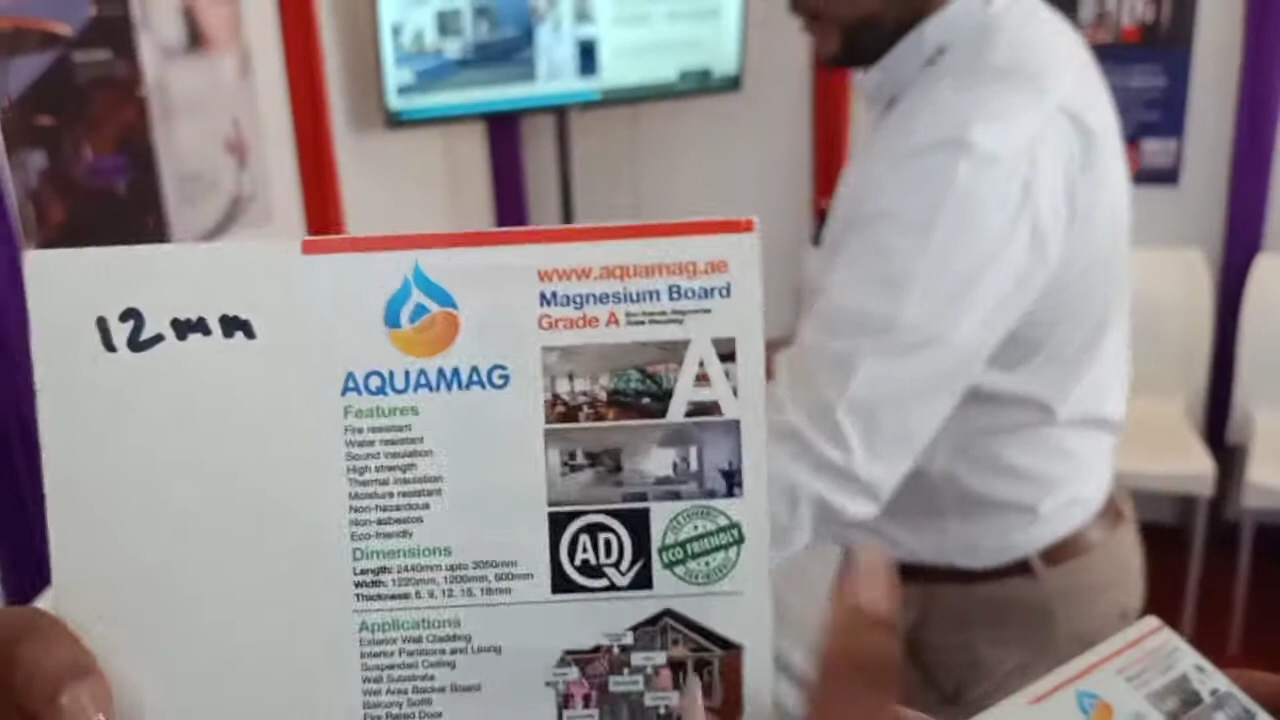 12mm
AQUAMAG
Features
Fire resistant
Water resistant
Sound insulation
High strength
Thermal insulation
Moisture resistant
Non-hazardous
Non-asbestos
Eco-friendly
Dimensions
Length: 2440mm upto 3050mm
Width: 1220mm, 1200mm, 600mm
Thickness: 6, 9, 12, 15, 18mm
Applications
Exterior Wall Cladding
Interior Partitions and Lining
Suspended Ceiling
Wall Substrate
Wet Area Backer Board
Balcony Soffit
Fire Rated Door
www.aquamag.ae
Magnesium Board
Grade A
A
AD
ECO FRIENDLY